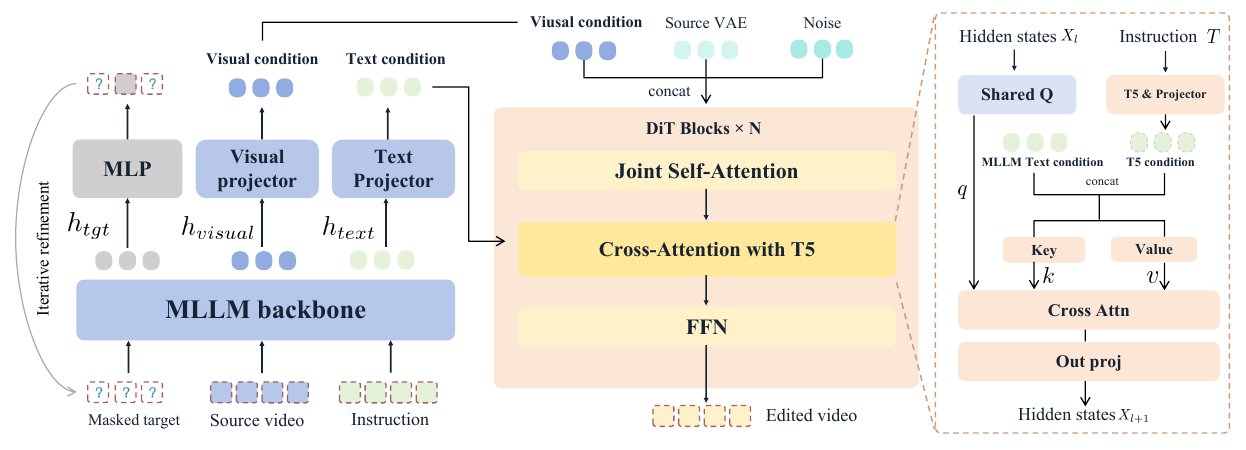 Viusal condition
Source VAE
Noise
Visual condition
Text condition
? ?
concat
MLP
Visual
projector
Text
Projector
h_tgt
h_visual
h_text
Iterative refinement
MLLM backbone
? ? ?
Masked target
Source video
Instruction
DiT Blocks × N
Joint Self-Attention
Cross-Attention with T5
FFN
Edited video
Hidden states X_l
Instruction T
Shared Q
T5 & Projector
MLLM Text condition
T5 condition
concat
q
Key
Value
k
v
Cross Attn
Out proj
Hidden states X_{l+1}